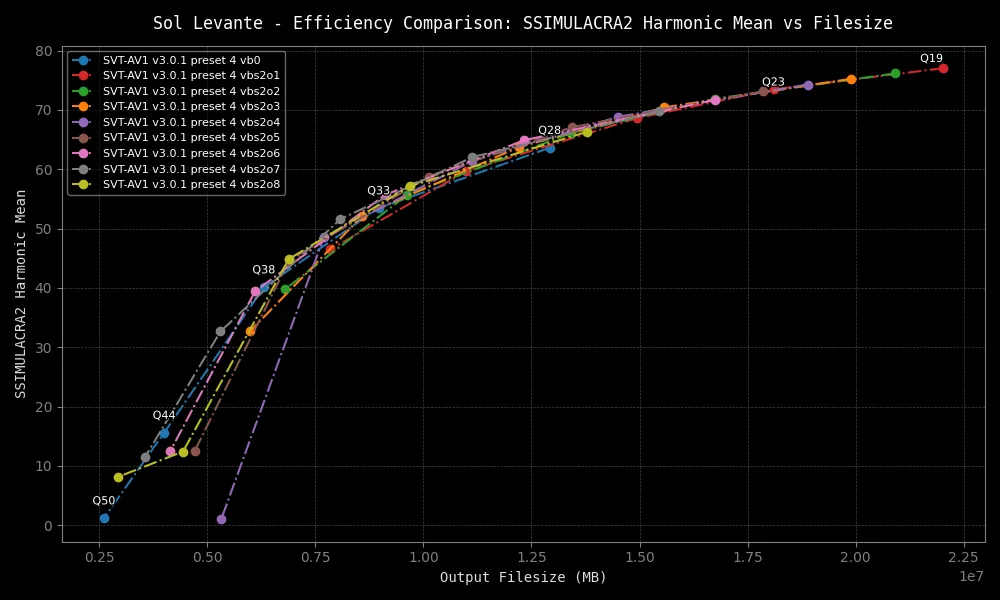 Sol Levante - Efficiency Comparison: SSIMULACRA2 Harmonic Mean vs Filesize
SVT-AV1 v3.0.1 preset 4 vb0
SVT-AV1 v3.0.1 preset 4 vbs2o1
SVT-AV1 v3.0.1 preset 4 vbs2o2
SVT-AV1 v3.0.1 preset 4 vbs2o3
SVT-AV1 v3.0.1 preset 4 vbs2o4
SVT-AV1 v3.0.1 preset 4 vbs2o5
SVT-AV1 v3.0.1 preset 4 vbs2o6
SVT-AV1 v3.0.1 preset 4 vbs2o7
SVT-AV1 v3.0.1 preset 4 vbs2o8
SSIMULACRA2 Harmonic Mean
80
70
60
50
40
30
20
10
0
Q19
Q23
Q28
Q33
Q38
Q44
Q50
0.25 0.50 0.75 1.00 1.25 1.50 1.75 2.00 2.25
1e7
Output Filesize (MB)